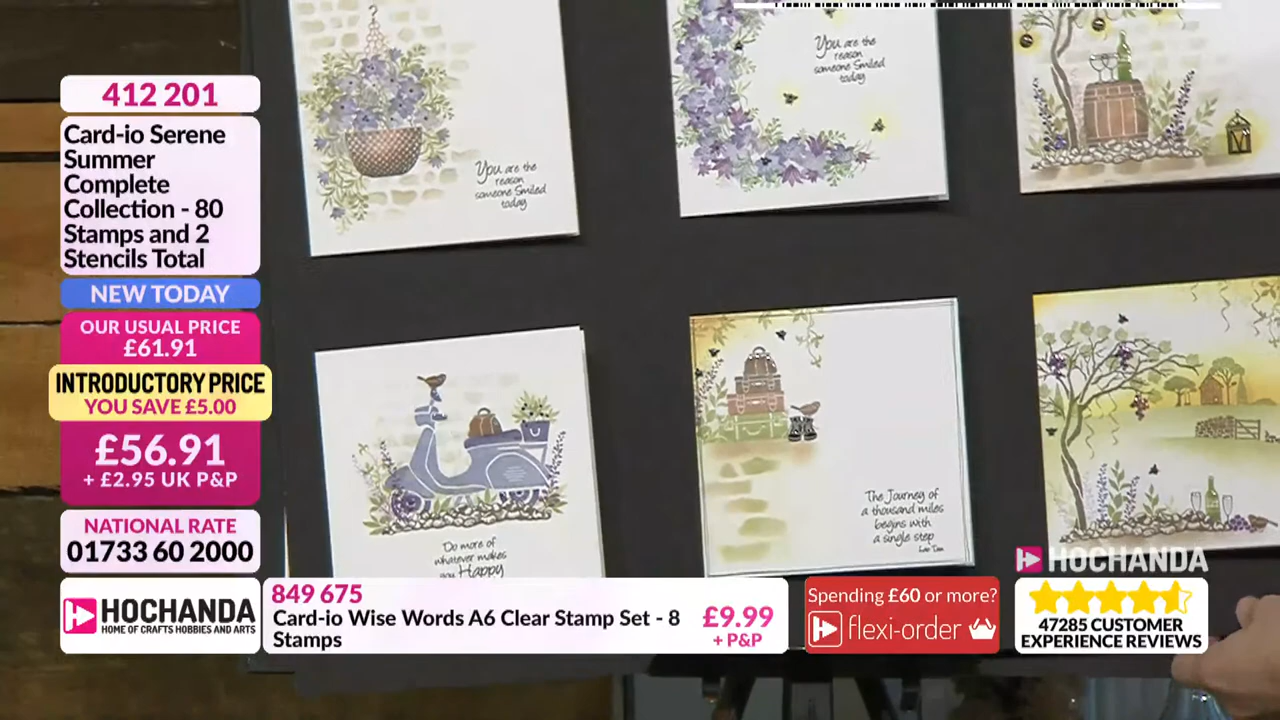 412 201
Card-io Serene
Summer
Complete
Collection - 80
Stamps and 2
Stencils Total
NEW TODAY
OUR USUAL PRICE
£61.91
INTRODUCTORY PRICE
YOU SAVE £5.00
£56.91
+ £2.95 UK P&P
NATIONAL RATE
01733 60 2000
HOCHANDA
HOME OF CRAFTS HOBBIES AND ARTS
849 675
Card-io Wise Words A6 Clear Stamp Set - 8
Stamps
£9.99
+ P&P
Spending £60 or more?
flexi-order
HOCHANDA
47285 CUSTOMER
EXPERIENCE REVIEWS
You are the
reason
someone Smiled
today
You are the
reason
someone Smiled
today
Do more of
whatever makes
you Happy
The Journey of
a thousand miles
begins with
a single step
Lao Tzu